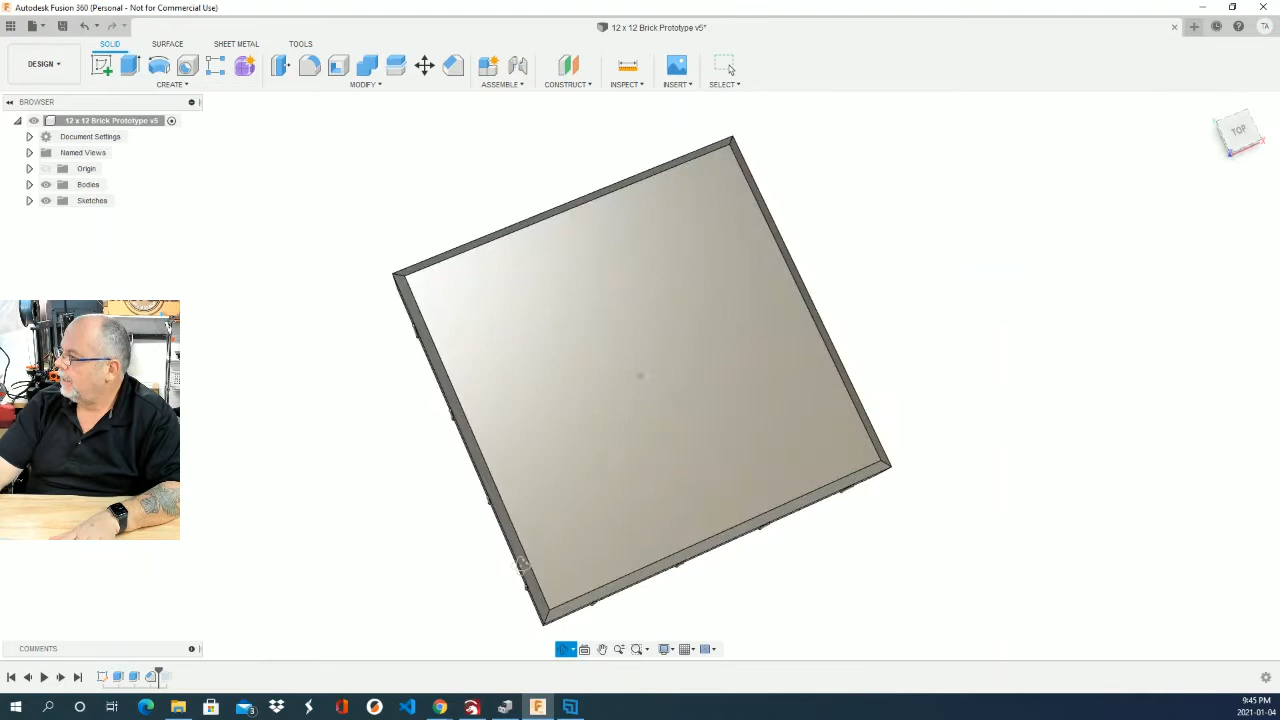 Autodesk Fusion 360 (Personal - Not for Commercial Use)
12 x 12 Brick Prototype v5*
TA
DESIGN
SOLID SURFACE SHEET METAL TOOLS
CREATE MODIFY ASSEMBLE CONSTRUCT INSPECT INSERT SELECT
BROWSER
12 x 12 Brick Prototype v5
Document Settings
Named Views
Origin
Bodies
Sketches
TOP
X
COMMENTS
3
9:45 PM
2021-01-04